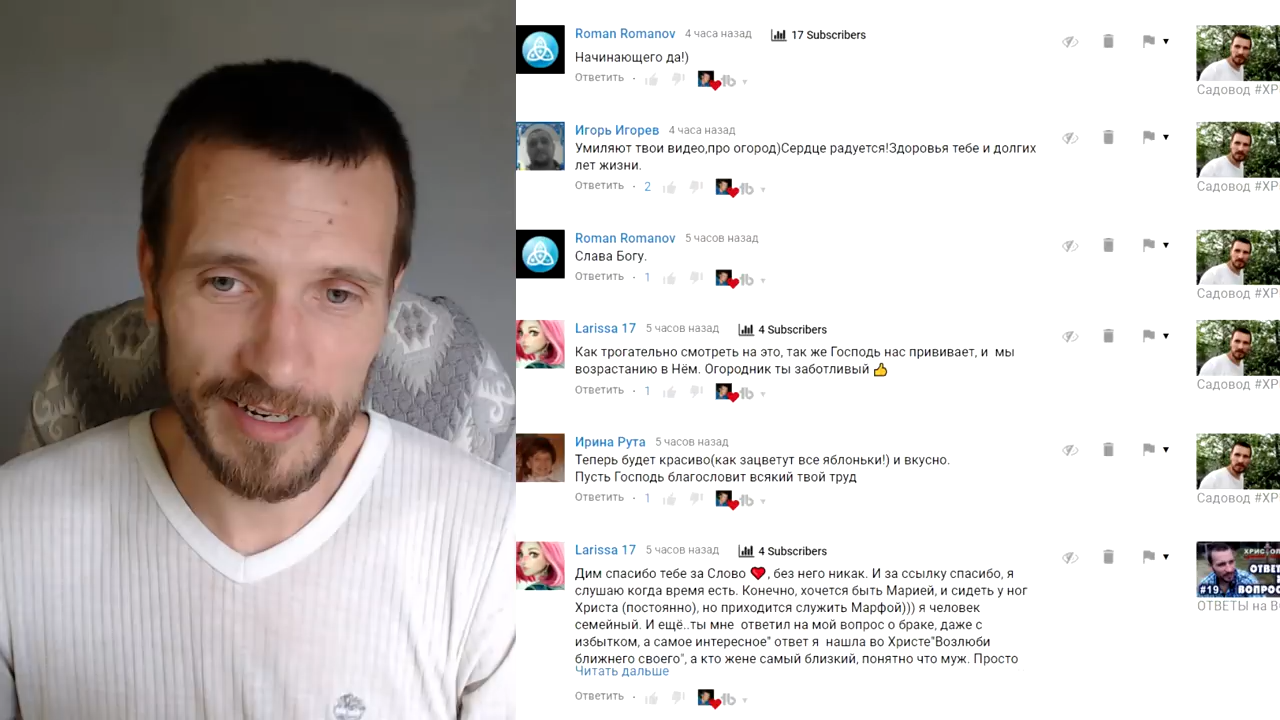 Roman Romanov 4 часа назад 17 Subscribers
Начинающего да!)
Ответить
Садовод #ХР
Игорь Игорев 4 часа назад
Умиляют твои видео,про огород)Сердце радуется!Здоровья тебе и долгих
лет жизни.
Ответить · 2
Садовод #ХР
Roman Romanov 5 часов назад
Слава Богу.
Ответить · 1
Садовод #ХР
Larissa 17 5 часов назад 4 Subscribers
Как трогательно смотреть на это, так же Господь нас прививает, и мы
возрастанию в Нём. Огородник ты заботливый 👍
Ответить · 1
Садовод #ХР
Ирина Рута 5 часов назад
Теперь будет красиво(как зацветут все яблоньки!) и вкусно.
Пусть Господь благословит всякий твой труд
Ответить · 1
Садовод #ХР
Larissa 17 5 часов назад 4 Subscribers
Дим спасибо тебе за Слово ❤, без него никак. И за ссылку спасибо, я
слушаю когда время есть. Конечно, хочется быть Марией, и сидеть у ног
Христа (постоянно), но приходится служить Марфой))) я человек
семейный. И ещё..ты мне ответил на мой вопрос о браке, даже с
избытком, а самое интересное" ответ я нашла во Христе"Возлюби
ближнего своего", а кто жене самый близкий, понятно что муж. Просто
Читать дальше
Ответить
#19
ОТВЕТЫ на В